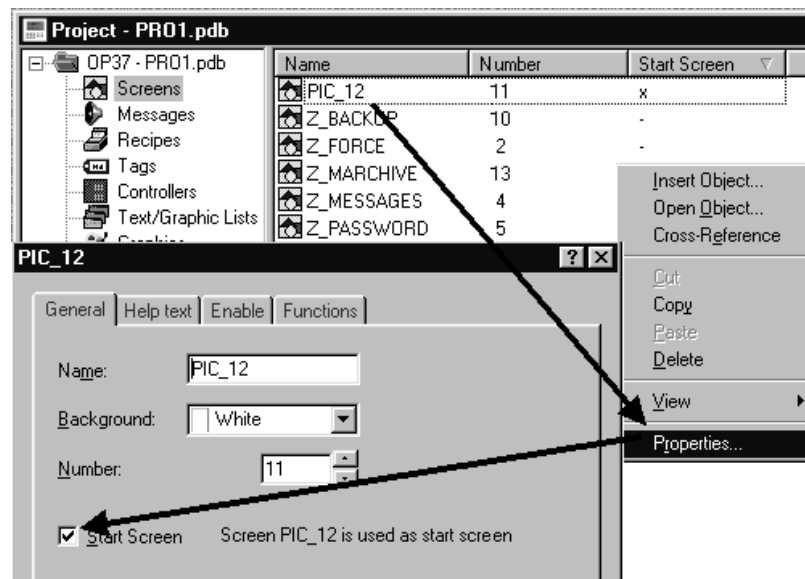 Project - PRO1.pdb
OP37 - PRO1.pdb
Screens
Messages
Recipes
Tags
Controllers
Text/Graphic Lists
Name Number Start Screen
PIC_12 11 x
Z_BACKUP 10 -
Z_FORCE 2 -
Z_MARCHIVE 13
Z_MESSAGES 4
Z_PASSWORD 5
Insert Object...
Open Object...
Cross-Reference
Cut
Copy
Paste
Delete
View
Properties...
PIC_12
General Help text Enable Functions
Name: PIC_12
Background: White
Number: 11
Start Screen Screen PIC_12 is used as start screen